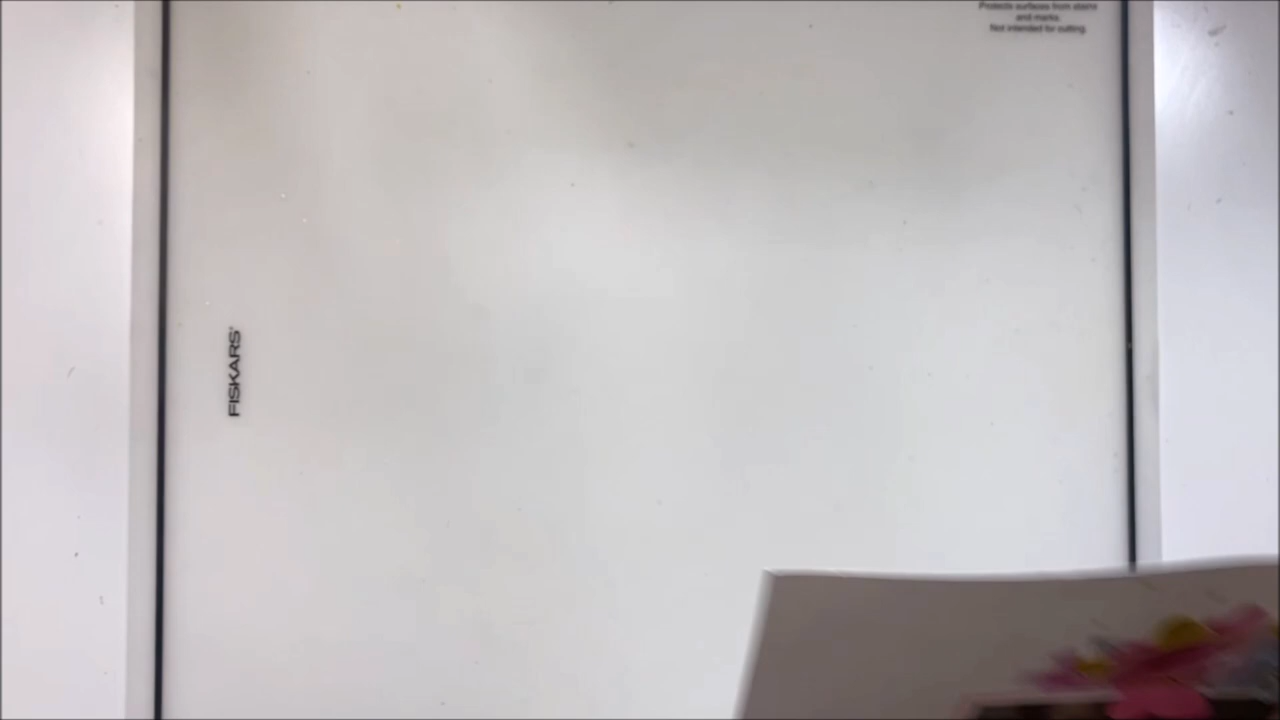 Protects surfaces from stains
and marks.
Not intended for cutting.
FISKARS®